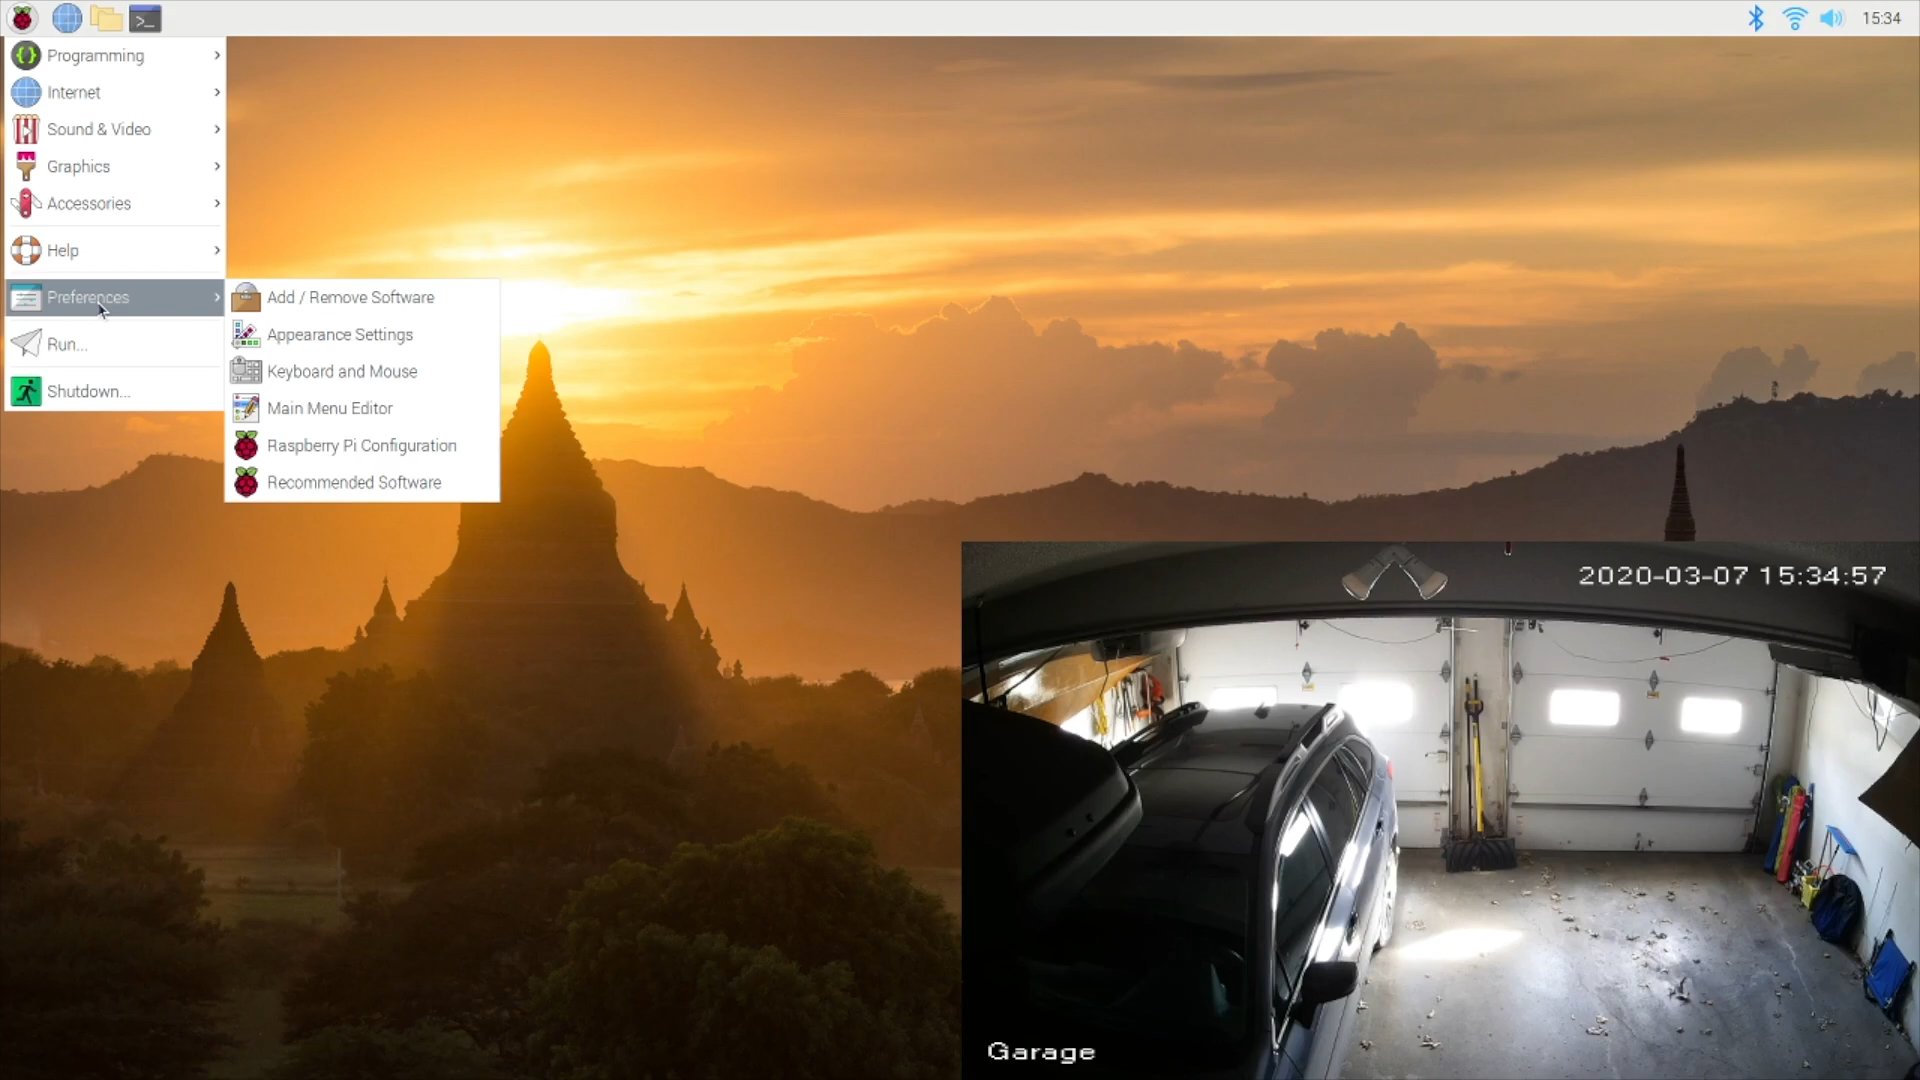 15:34
Programming
Internet
Sound & Video
Graphics
Accessories
Help
Preferences
Run...
Shutdown...
Add / Remove Software
Appearance Settings
Keyboard and Mouse
Main Menu Editor
Raspberry Pi Configuration
Recommended Software
2020-03-07 15:34:57
Garage